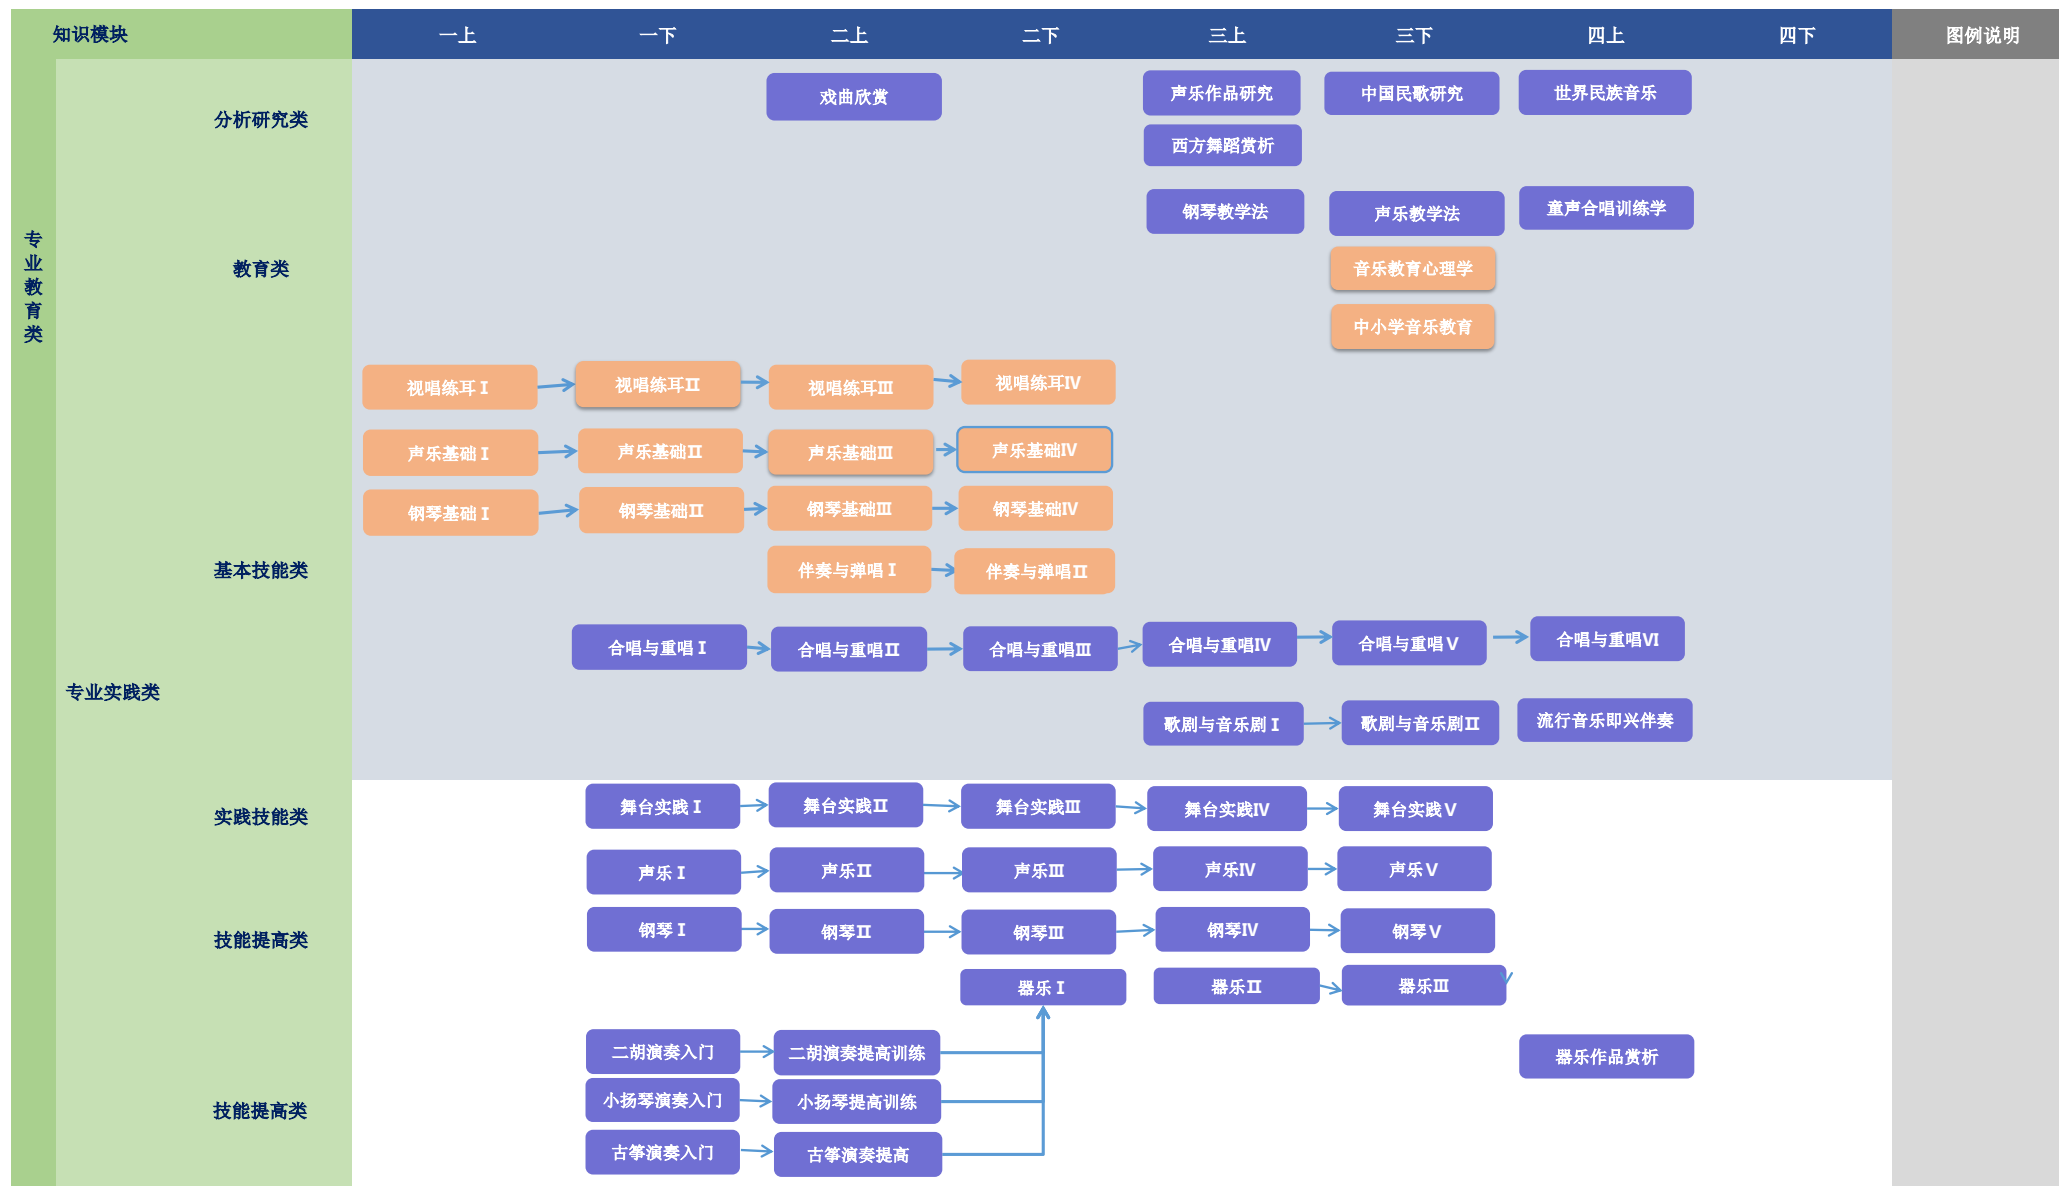 知识模块
一上
一下
二上
二下
三上
三下
四上
四下
图例说明
专业教育类
分析研究类
戏曲欣赏
声乐作品研究
中国民歌研究
世界民族音乐
西方舞蹈赏析
教育类
钢琴教学法
声乐教学法
童声合唱训练学
音乐教育心理学
中小学音乐教育
视唱练耳Ⅰ
视唱练耳Ⅱ
视唱练耳Ⅲ
视唱练耳Ⅳ
声乐基础Ⅰ
声乐基础Ⅱ
声乐基础Ⅲ
声乐基础Ⅳ
钢琴基础Ⅰ
钢琴基础Ⅱ
钢琴基础Ⅲ
钢琴基础Ⅳ
基本技能类
伴奏与弹唱Ⅰ
伴奏与弹唱Ⅱ
合唱与重唱Ⅰ
合唱与重唱Ⅱ
合唱与重唱Ⅲ
合唱与重唱Ⅳ
合唱与重唱Ⅴ
合唱与重唱Ⅵ
专业实践类
歌剧与音乐剧Ⅰ
歌剧与音乐剧Ⅱ
流行音乐即兴伴奏
实践技能类
舞台实践Ⅰ
舞台实践Ⅱ
舞台实践Ⅲ
舞台实践Ⅳ
舞台实践Ⅴ
声乐Ⅰ
声乐Ⅱ
声乐Ⅲ
声乐Ⅳ
声乐Ⅴ
技能提高类
钢琴Ⅰ
钢琴Ⅱ
钢琴Ⅲ
钢琴Ⅳ
钢琴Ⅴ
器乐Ⅰ
器乐Ⅱ
器乐Ⅲ
二胡演奏入门
二胡演奏提高训练
器乐作品赏析
技能提高类
小扬琴演奏入门
小扬琴提高训练
古筝演奏入门
古筝演奏提高